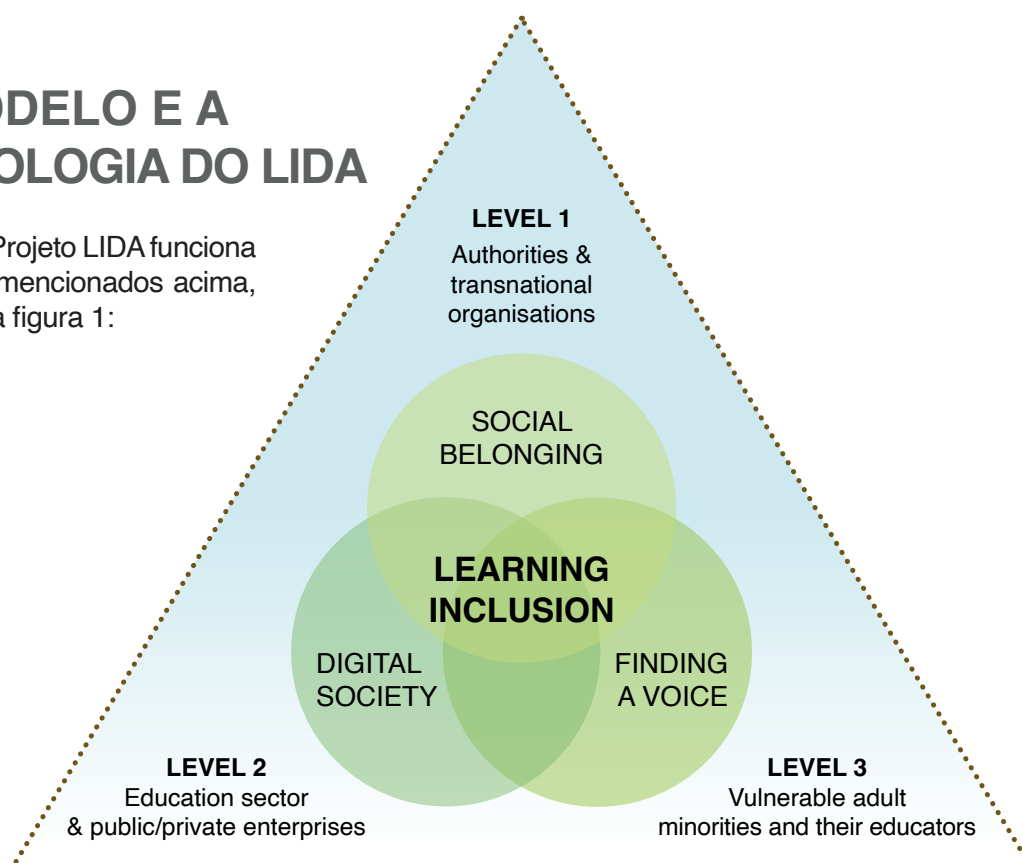 ODELO E A
OLOGIA DO LIDA
Projeto LIDA funciona
mencionados acima,
a figura 1:
LEVEL 1
Authorities &
transnational
organisations
SOCIAL
BELONGING
LEARNING
INCLUSION
DIGITAL
SOCIETY
FINDING
A VOICE
LEVEL 2
Education sector
& public/private enterprises
LEVEL 3
Vulnerable adult
minorities and their educators